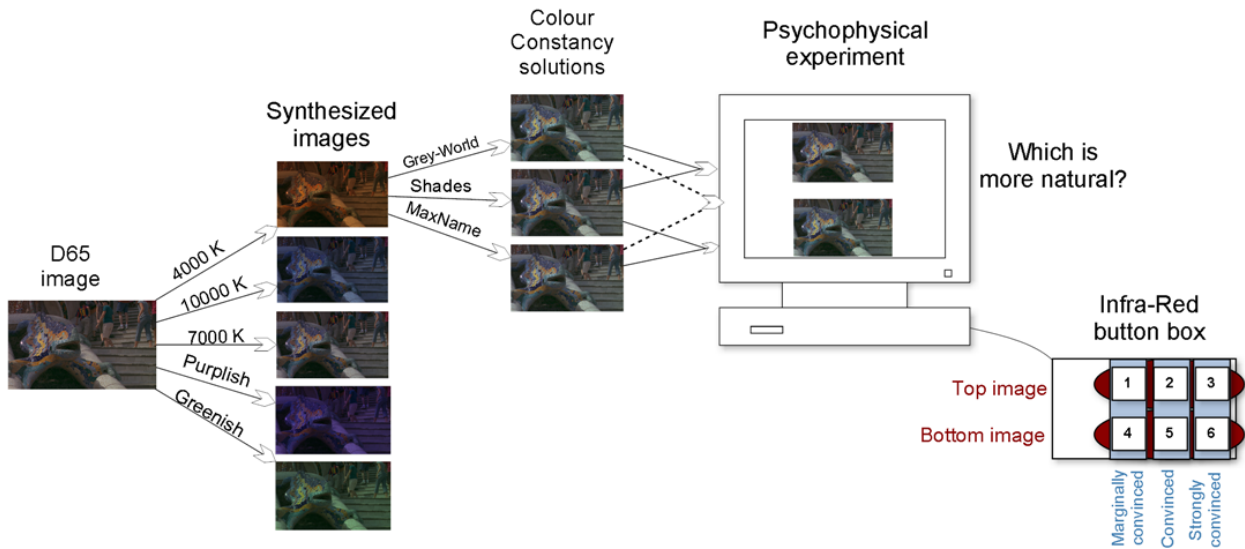 D65
image
4000 K
10000 K
7000 K
Purplish
Greenish
Synthesized
images
Grey-World
Shades
MaxName
Colour
Constancy
solutions
Psychophysical
experiment
Which is
more natural?
Infra-Red
button box
Top image
1 2 3
Bottom image
4 5 6
Marginally
convinced
Convinced
Strongly
convinced